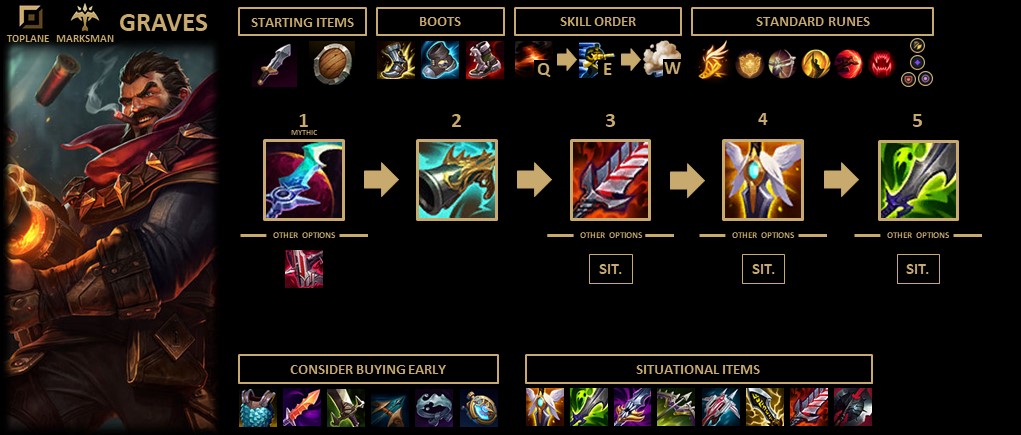 TOPLANE MARKSMAN GRAVES
STARTING ITEMS
BOOTS
SKILL ORDER
STANDARD RUNES
Q E W
1 2 3 4 5
MYTHIC
OTHER OPTIONS
OTHER OPTIONS
OTHER OPTIONS
OTHER OPTIONS
SIT.
SIT.
SIT.
CONSIDER BUYING EARLY
SITUATIONAL ITEMS